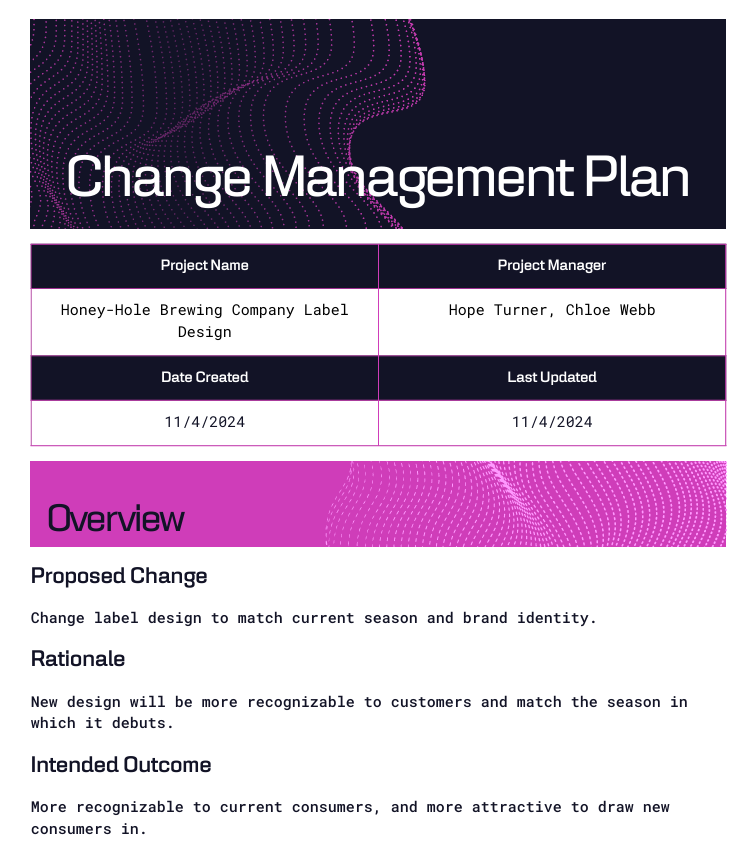 Change Management Plan
Project Name
Project Manager
Honey-Hole Brewing Company Label
Design
Hope Turner, Chloe Webb
Date Created
Last Updated
11/4/2024
11/4/2024
Overview
Proposed Change
Change label design to match current season and brand identity.
Rationale
New design will be more recognizable to customers and match the season in
which it debuts.
Intended Outcome
More recognizable to current consumers, and more attractive to draw new
consumers in.